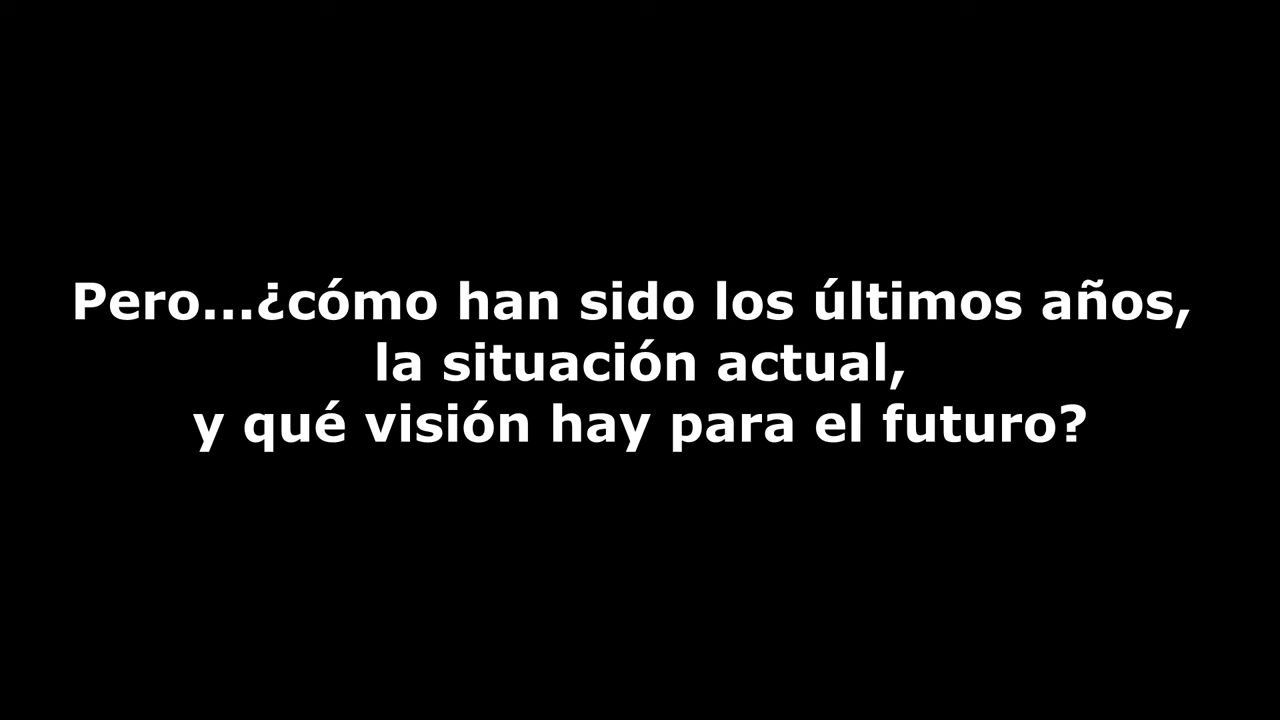 Pero...¿cómo han sido los últimos años,
la situación actual,
y qué visión hay para el futuro?